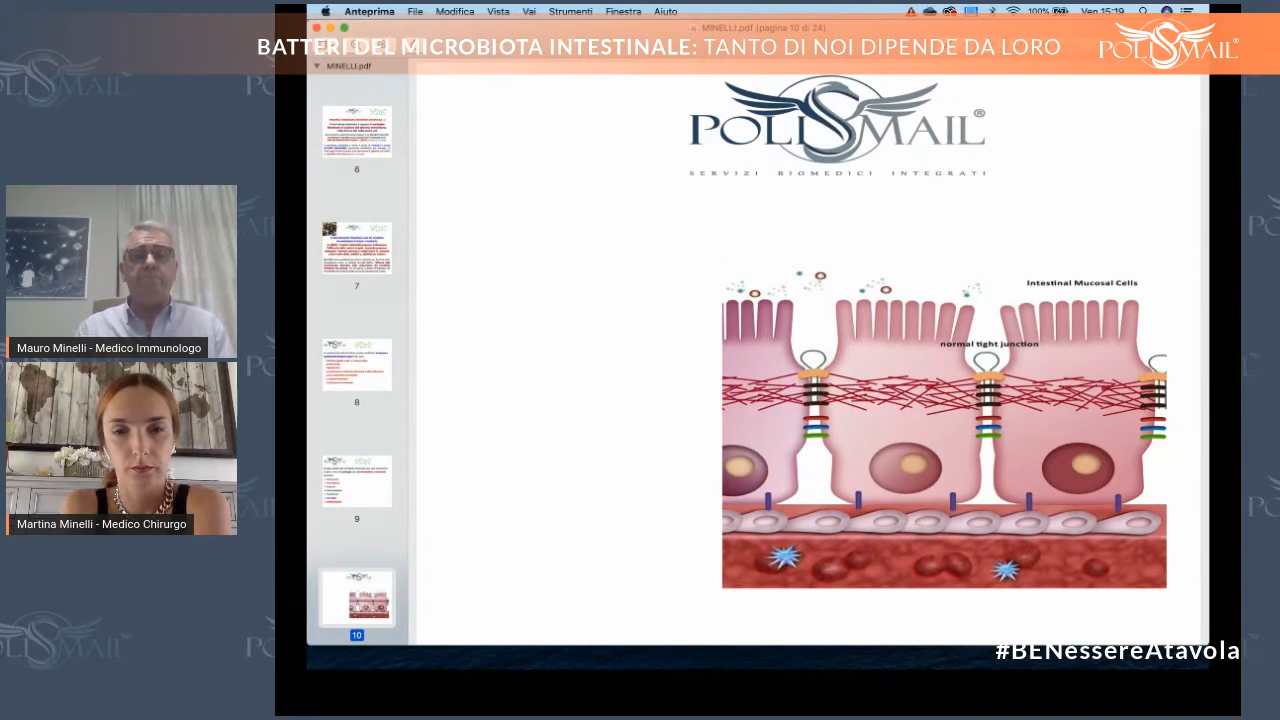 Anteprima File Modifica Vista Vai Strumenti Finestra Aiuto 100% Ven 15:19
MINELLI.pdf (pagina 10 di 24)
BATTERI DEL MICROBIOTA INTESTINALE: TANTO DI NOI DIPENDE DA LORO
POLISMAIL®
MINELLI.pdf
6
7
8
9
10
POLISMAIL®
SERVIZI BIOMEDICI INTEGRATI
Intestinal Mucosal Cells
normal tight junction
Mauro Minelli - Medico Immunologo
Martina Minelli - Medico Chirurgo
#BENessereAtavola